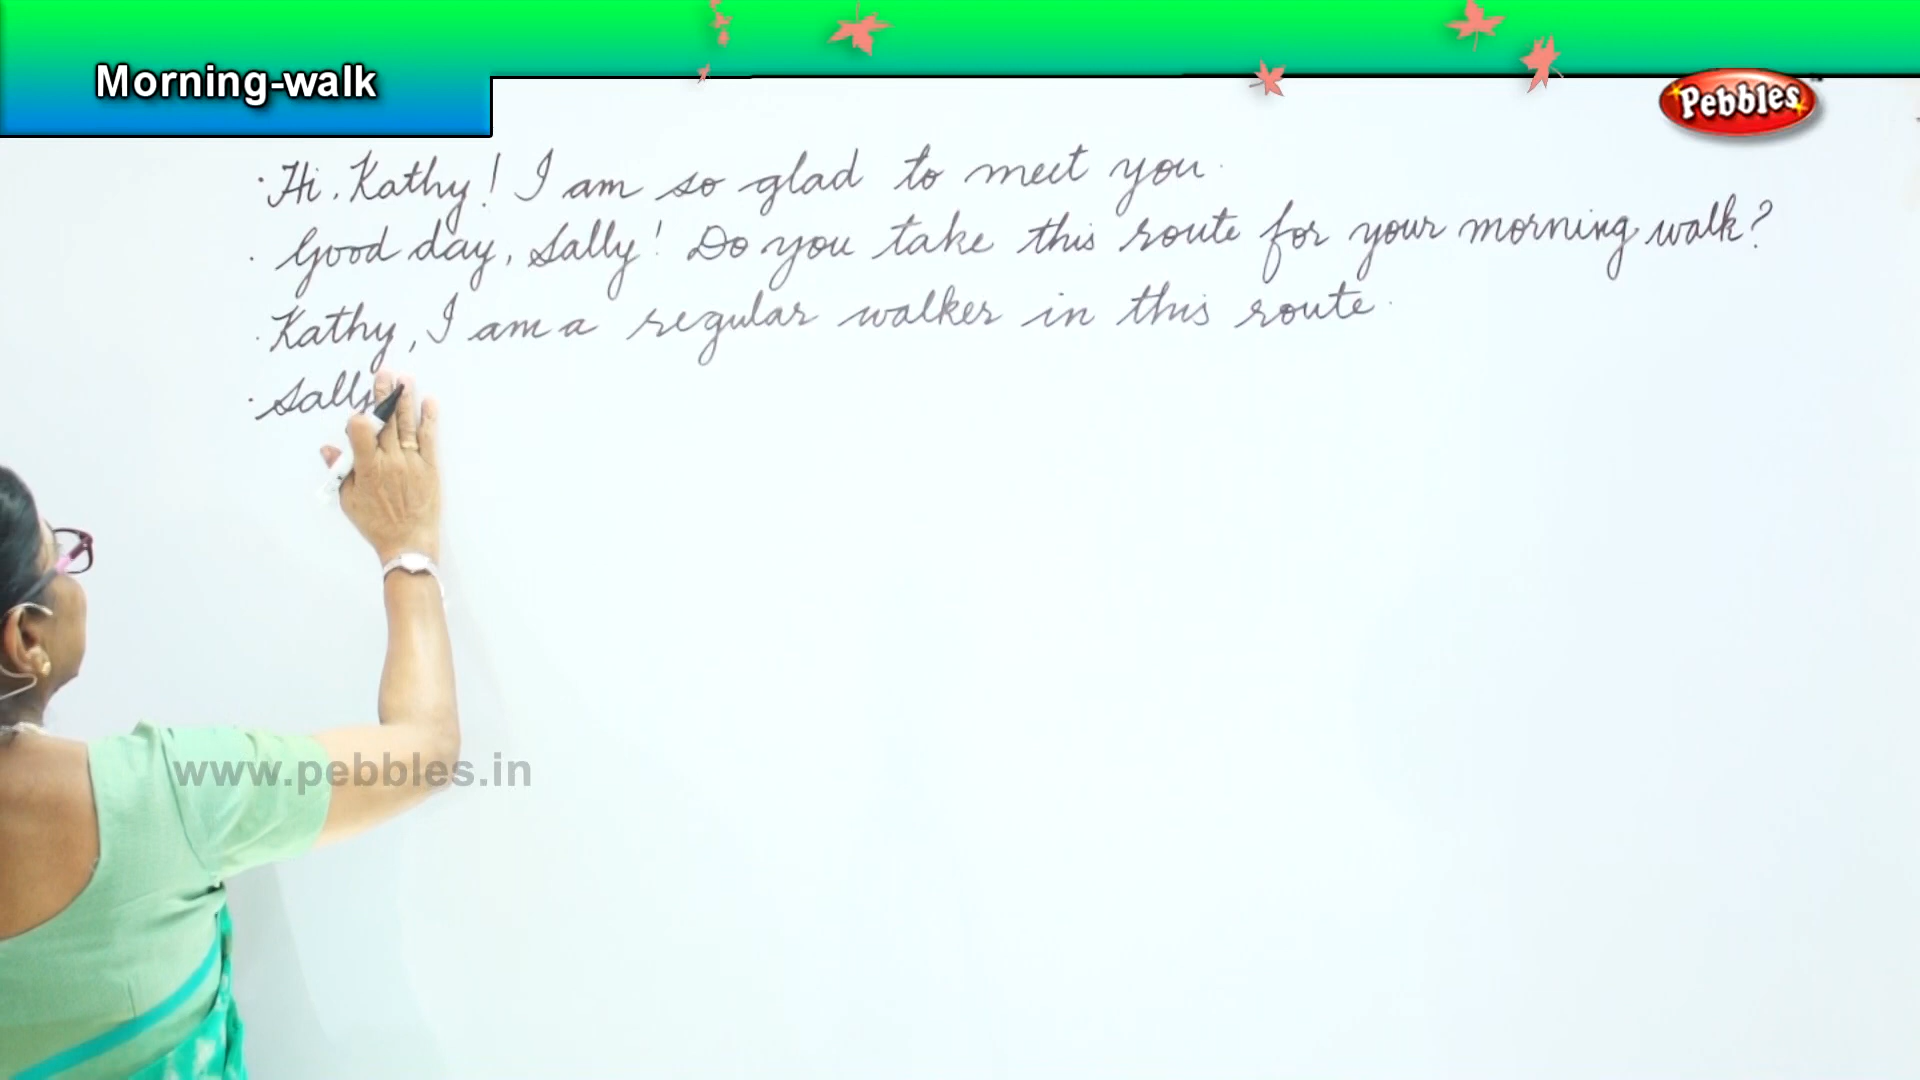 Morning-walk
Pebbles
· Hi, Kathy! I am so glad to meet you.
· Good day, Sally! Do you take this route for your morning walk?
· Kathy, I am a regular walker in this route.
· Sally
www.pebbles.in